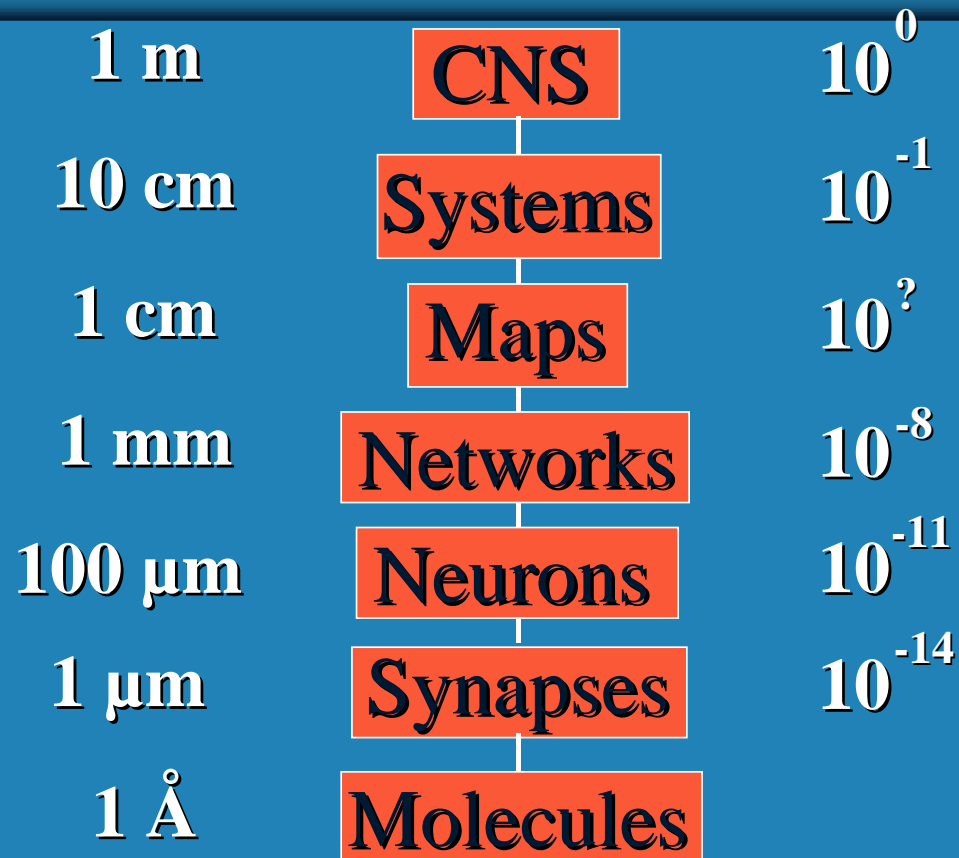 1 m CNS 10^0
10 cm Systems 10^-1
1 cm Maps 10^?
1 mm Networks 10^-8
100 µm Neurons 10^-11
1 µm Synapses 10^-14
1 Å Molecules